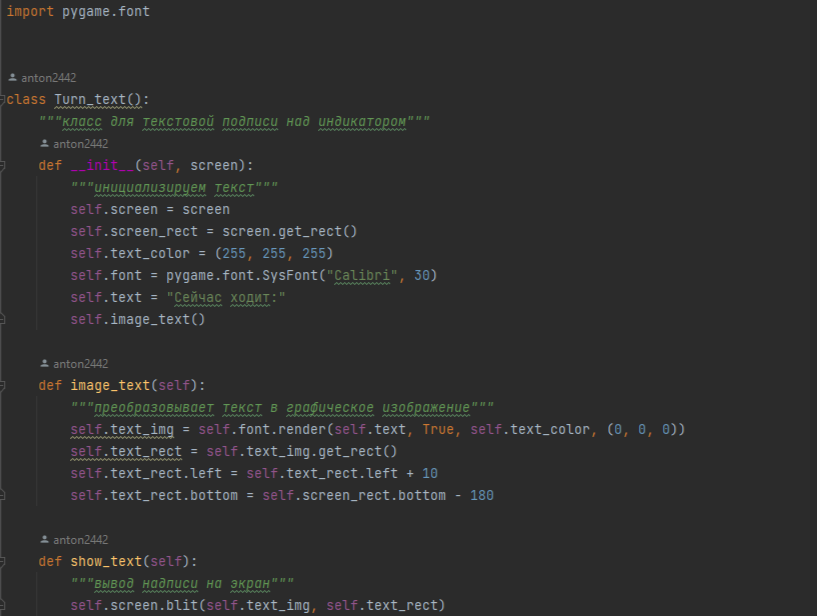 import pygame.font
anton2442
class Turn_text():
"""класс для текстовой подписи над индикатором"""
anton2442
def __init__(self, screen):
"""инициализируем текст"""
self.screen = screen
self.screen_rect = screen.get_rect()
self.text_color = (255, 255, 255)
self.font = pygame.font.SysFont("Calibri", 30)
self.text = "Сейчас ходит:"
self.image_text()
anton2442
def image_text(self):
"""преобразовывает текст в графическое изображение"""
self.text_img = self.font.render(self.text, True, self.text_color, (0, 0, 0))
self.text_rect = self.text_img.get_rect()
self.text_rect.left = self.text_rect.left + 10
self.text_rect.bottom = self.screen_rect.bottom - 180
anton2442
def show_text(self):
"""вывод надписи на экран"""
self.screen.blit(self.text_img, self.text_rect)